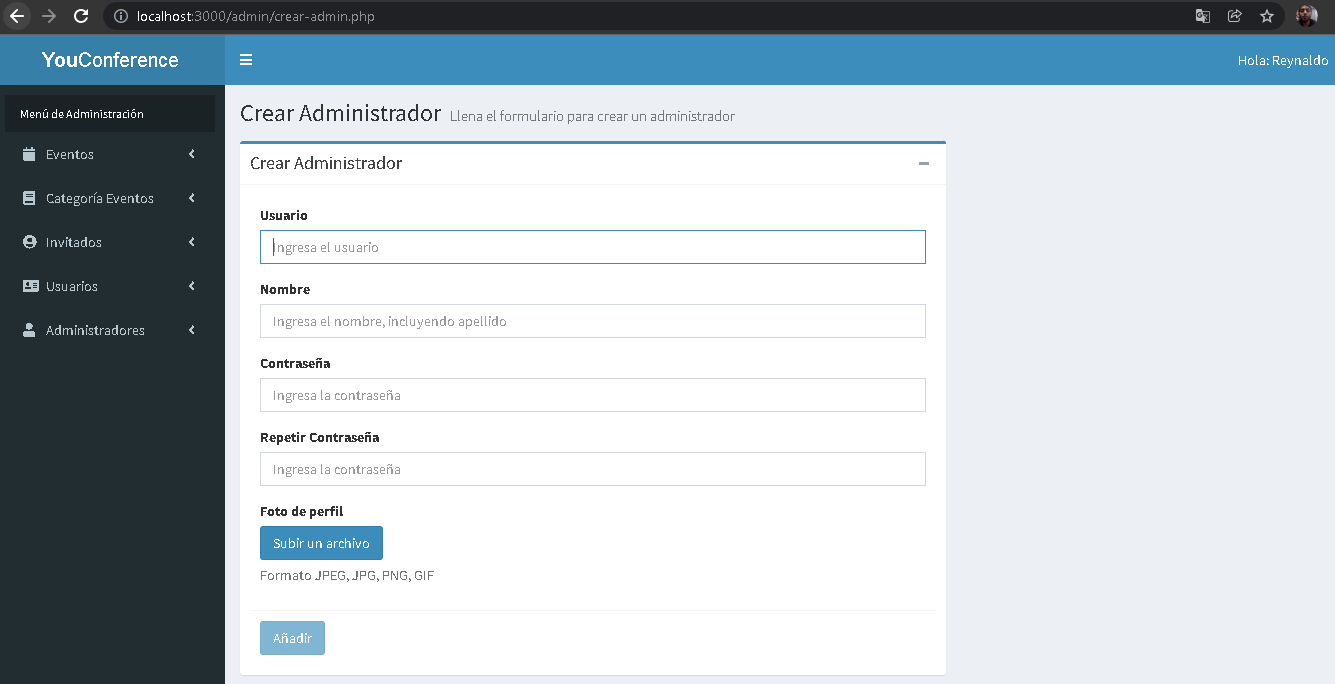 localhost:3000/admin/crear-admin.php
YouConference
Hola: Reynaldo
Menú de Administración
Eventos
Categoría Eventos
Invitados
Usuarios
Administradores
Crear Administrador Llena el formulario para crear un administrador
Crear Administrador
Usuario
Ingresa el usuario
Nombre
Ingresa el nombre, incluyendo apellido
Contraseña
Ingresa la contraseña
Repetir Contraseña
Ingresa la contraseña
Foto de perfil
Subir un archivo
Formato JPEG, JPG, PNG, GIF
Añadir